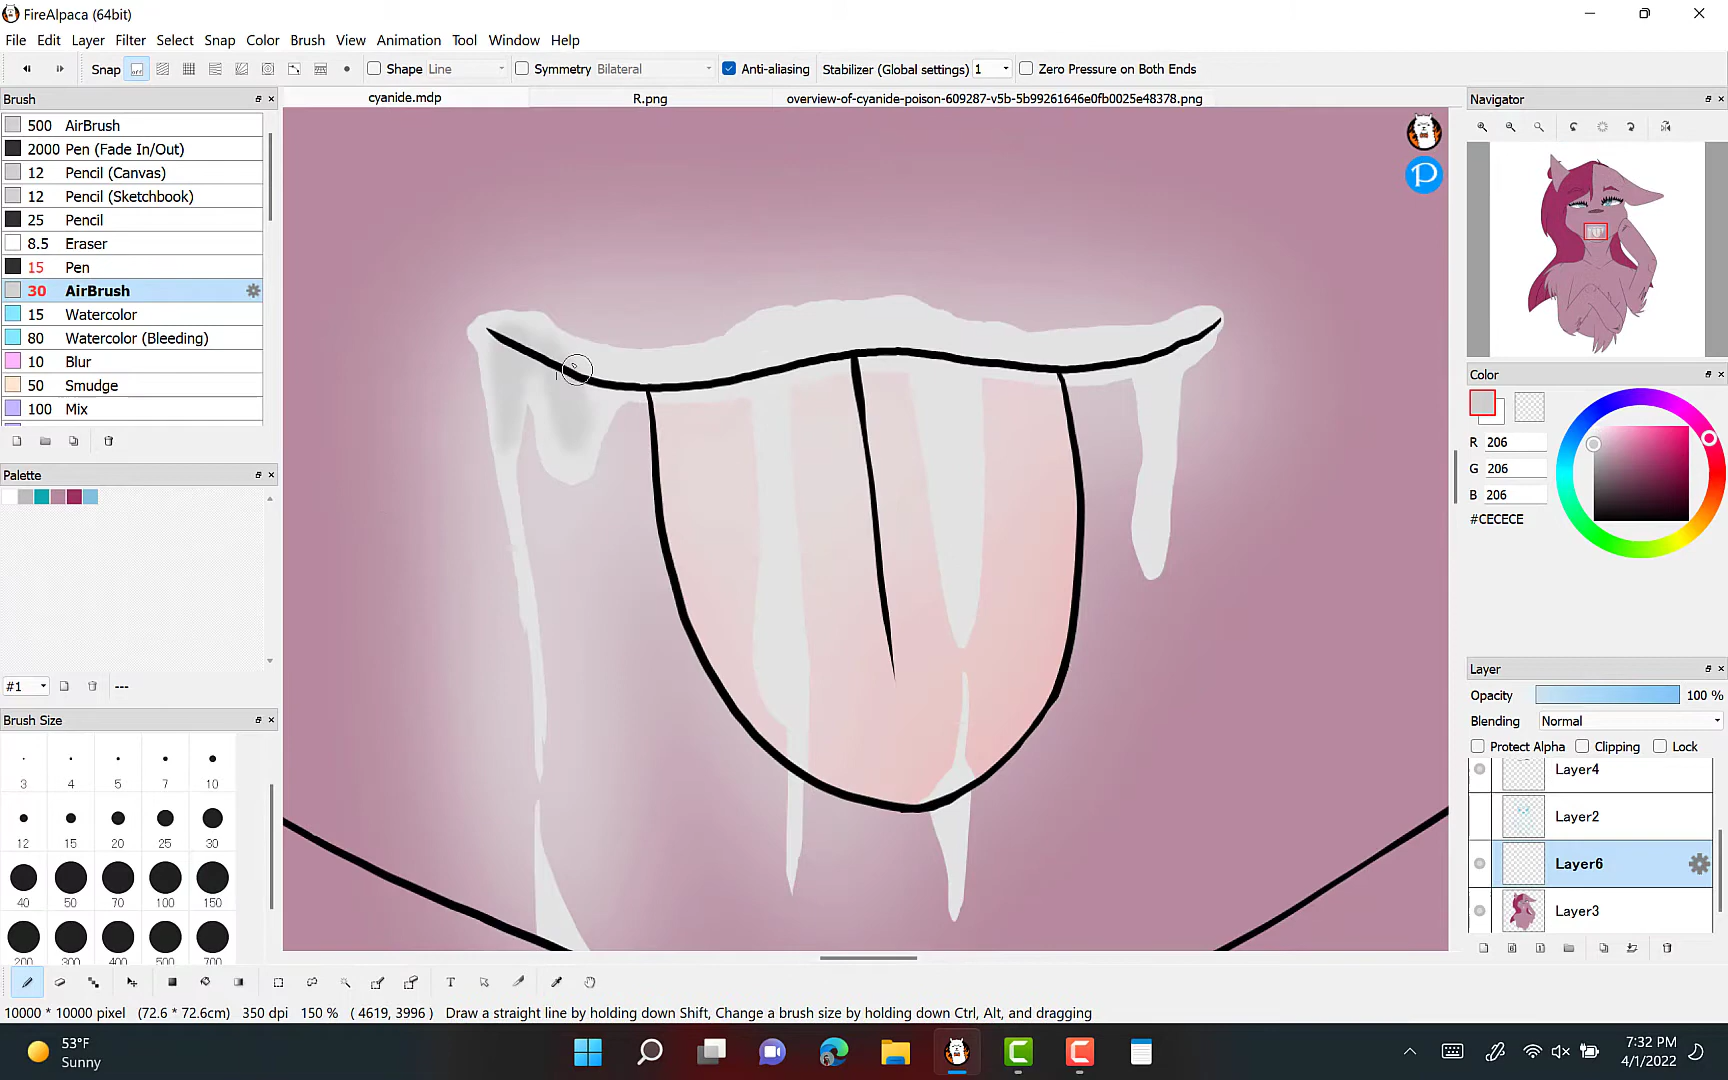 FireAlpaca (64bit)
File Edit Layer Filter Select Snap Color Brush View Animation Tool Window Help
Snap off Shape Line Symmetry Bilateral Anti-aliasing Stabilizer (Global settings) 1 Zero Pressure on Both Ends
Brush
cyanide.mdp R.png overview-of-cyanide-poison-609287-v5b-5b99261646e0fb0025e48378.png
Navigator
500 AirBrush
2000 Pen (Fade In/Out)
12 Pencil (Canvas)
12 Pencil (Sketchbook)
25 Pencil
8.5 Eraser
15 Pen
30 AirBrush
15 Watercolor
80 Watercolor (Bleeding)
10 Blur
50 Smudge
100 Mix
P
Color
R 206
G 206
B 206
#CECECE
Palette
#1 ---
Brush Size
3 4 5 7 10
12 15 20 25 30
40 50 70 100 150
200 300 400 500 700
Layer
Opacity 100 %
Blending Normal
Protect Alpha Clipping Lock
Layer4
Layer2
Layer6
Layer3
T
10000 * 10000 pixel (72.6 * 72.6cm) 350 dpi 150 % ( 4619, 3996 ) Draw a straight line by holding down Shift, Change a brush size by holding down Ctrl, Alt, and dragging
53°F
Sunny
7:32 PM
4/1/2022